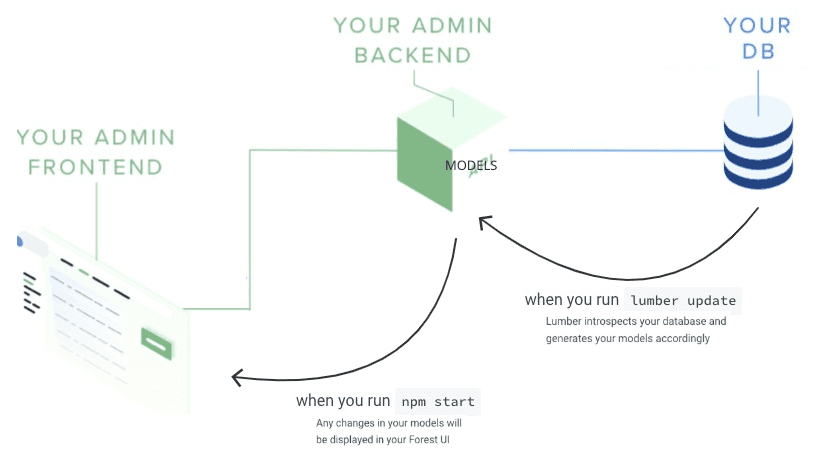 YOUR ADMIN
BACKEND
YOUR
DB
YOUR ADMIN
FRONTEND
MODELS
when you run lumber update
Lumber introspects your database and
generates your models accordingly
when you run npm start
Any changes in your models will
be displayed in your Forest UI